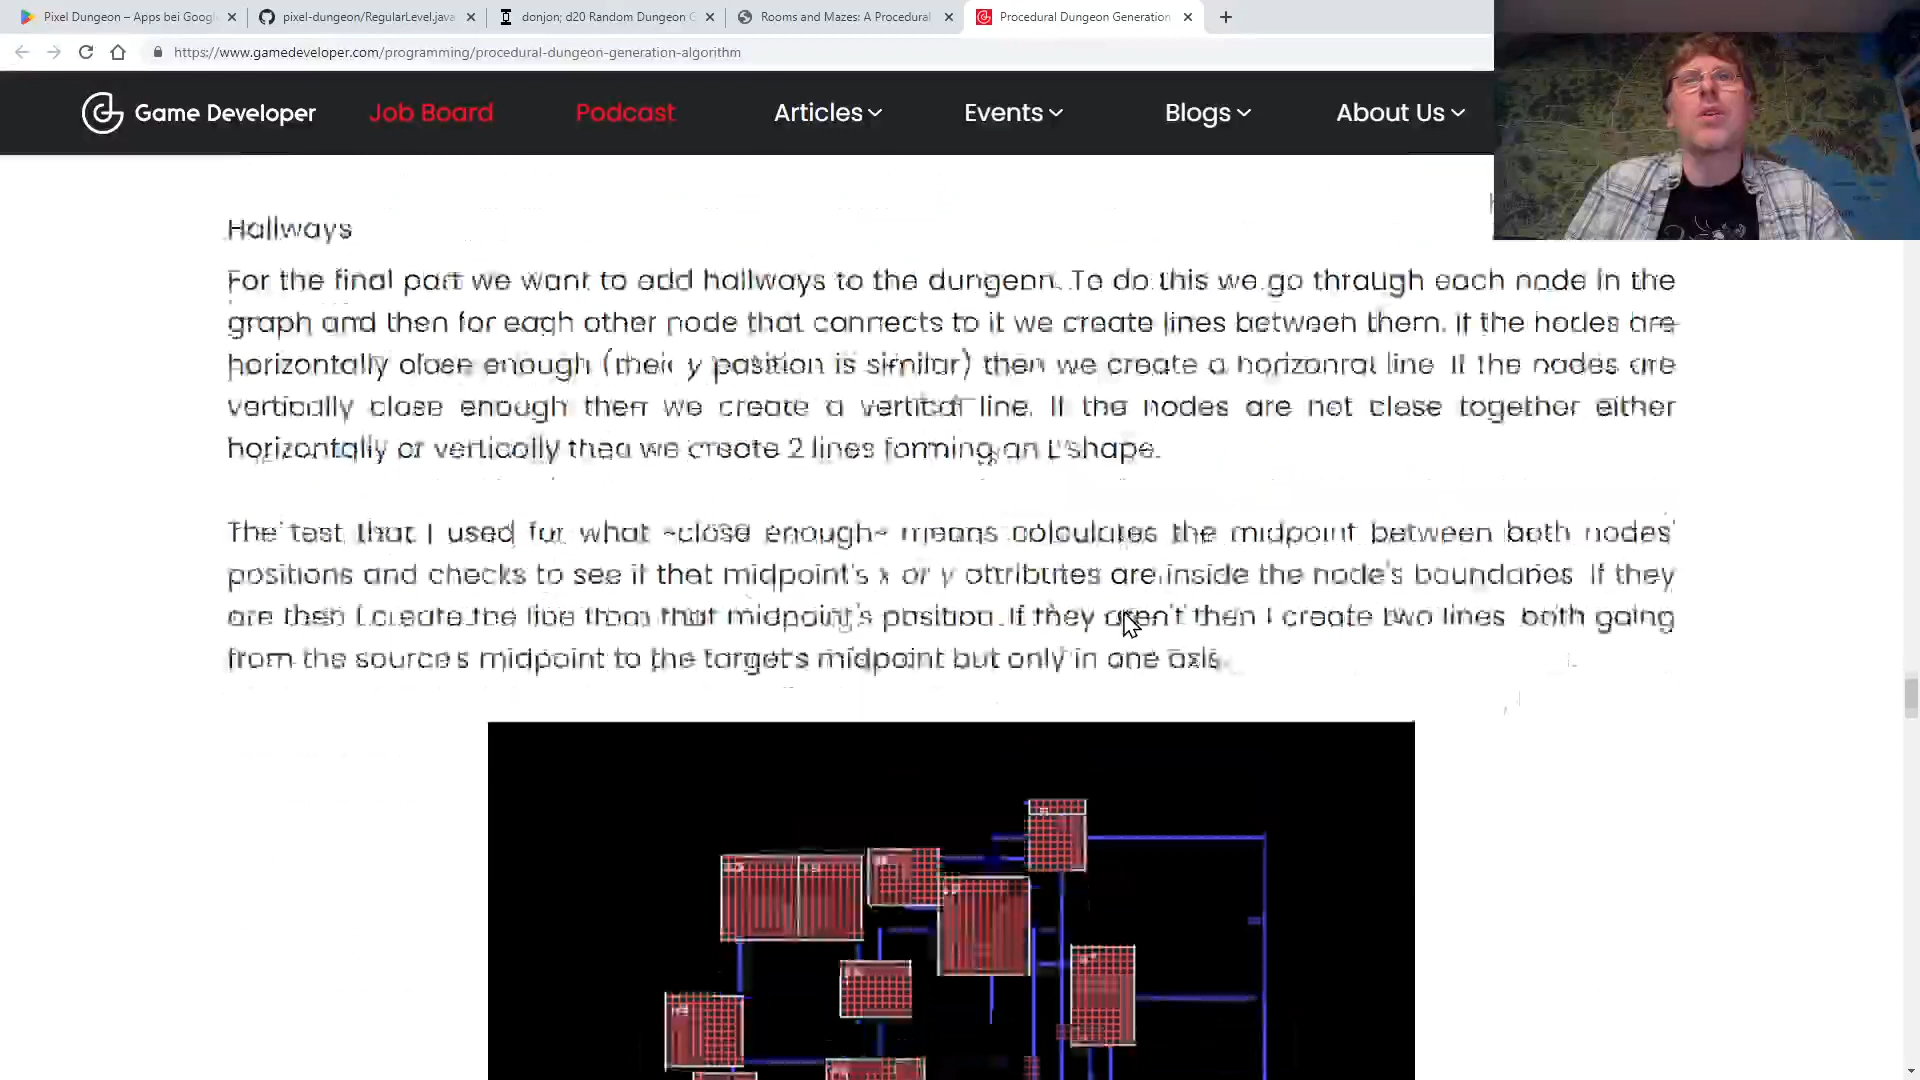 Pixel Dungeon – Apps bei Googl
pixel-dungeon/RegularLevel.java
donjon; d20 Random Dungeon G
Rooms and Mazes: A Procedural
Procedural Dungeon Generation
https://www.gamedeveloper.com/programming/procedural-dungeon-generation-algorithm
Game Developer
Job Board
Podcast
Articles
Events
Blogs
About Us
Hallways
For the final part we want to add hallways to the dungeon. To do this we go through each node in the
graph and then for each other node that connects to it we create lines between them. If the nodes are
horizontally close enough (their y position is similar) then we create a horizontal line. If the nodes are
vertically close enough then we create a vertical line. If the nodes are not close together either
horizontally or vertically then we create 2 lines forming an L shape.
The test that I used for what ~close enough~ means calculates the midpoint between both nodes'
positions and checks to see if that midpoint's x or y attributes are inside the node's boundaries. If they
are then I create the line from that midpoint's position. If they aren't then I create two lines, both going
from the source's midpoint to the target's midpoint but only in one axis.